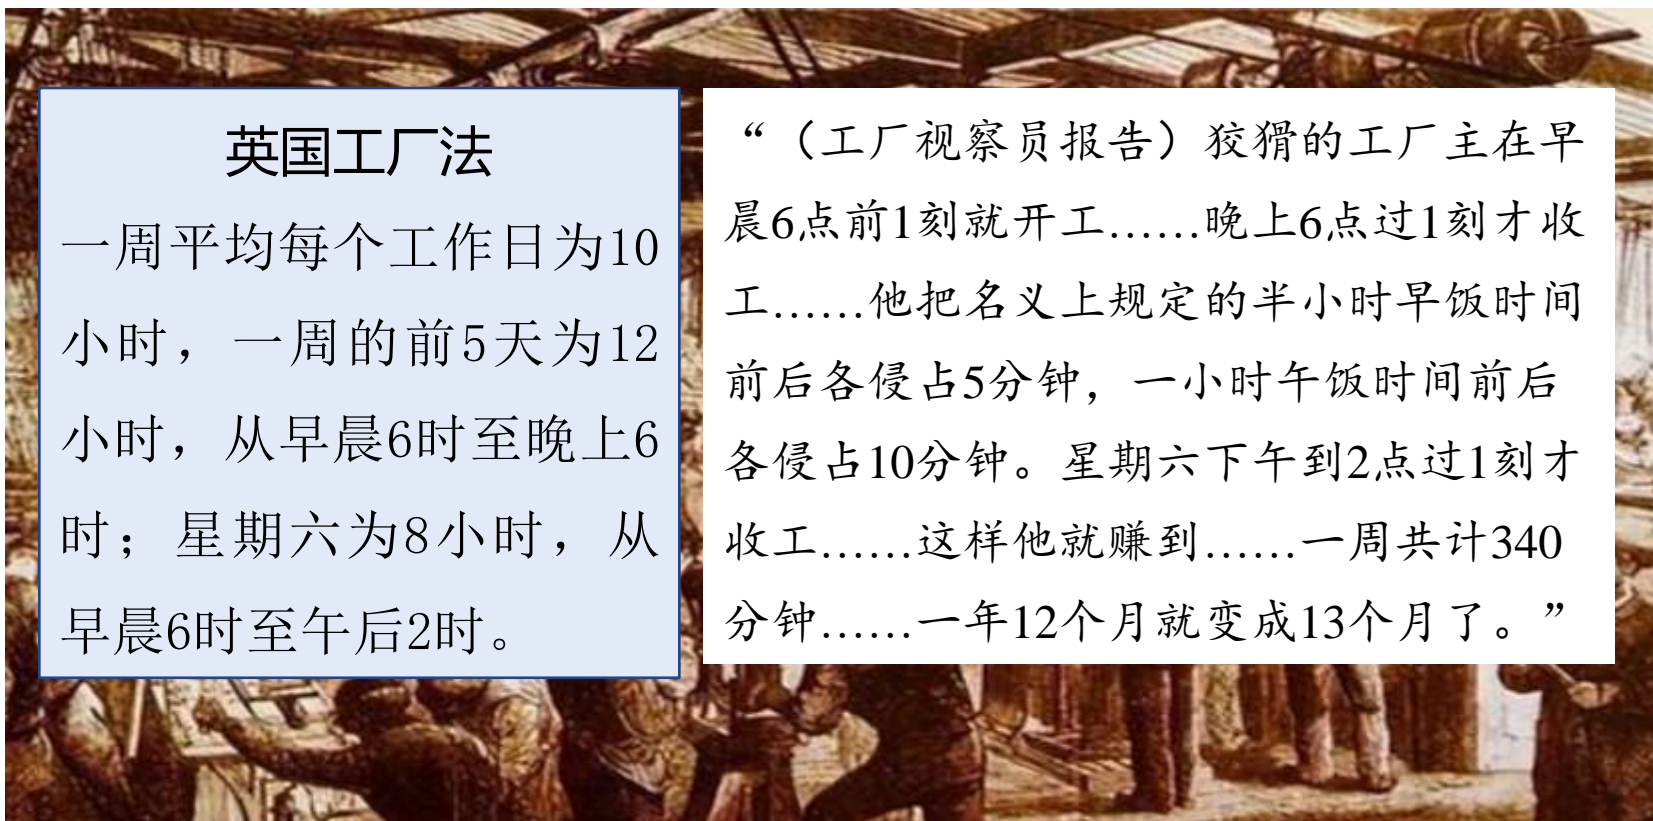 英国工厂法
一周平均每个工作日为10
小时，一周的前5天为12
小时，从早晨6时至晚上6
时；星期六为8小时，从
早晨6时至午后2时。
“（工厂视察员报告）狡猾的工厂主在早
晨6点前1刻就开工……晚上6点过1刻才收
工……他把名义上规定的半小时早饭时间
前后各侵占5分钟，一小时午饭时间前后
各侵占10分钟。星期六下午到2点过1刻才
收工……这样他就赚到……一周共计340
分钟……一年12个月就变成13个月了。”